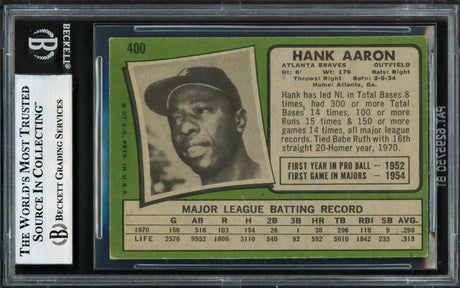 BECKETT
THE WORLD'S MOST TRUSTED
SOURCE IN COLLECTING™
BECKETT GRADING SERVICES
400
HANK AARON
ATLANTA BRAVES OUTFIELD
Ht: 6' Wt: 176 Bats: Right
Throws: Right Born: 2-5-34
Home: Atlanta, Ga.
Hank has led NL in Total Bases 8
times, had 300 or more Total
Bases 14 times, 100 or more
Runs 15 times & 150 or more
games 14 times, all major league
records. Tied Babe Ruth with 16th
straight 20-Homer year, 1970.
FIRST YEAR IN PRO BALL - 1952
FIRST GAME IN MAJORS - 1954
© T.C.G. PRTD IN U.S.A.
MAJOR LEAGUE BATTING RECORD
G AB R H 2B 3B HR TB RBI SB AVG.
1970 150 516 103 154 26 1 38 296 118 9 .298
LIFE 2576 9952 1806 3110 540 92 592 5610 1842 233 .313